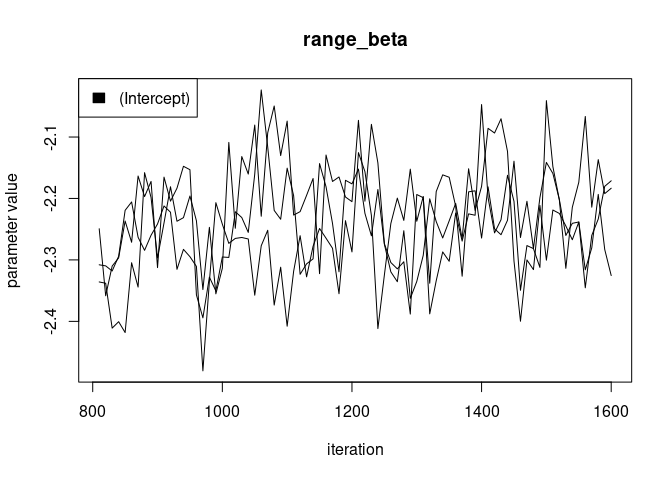 range_beta
(Intercept)
parameter value
-2.1
-2.2
-2.3
-2.4
800 1000 1200 1400 1600
iteration